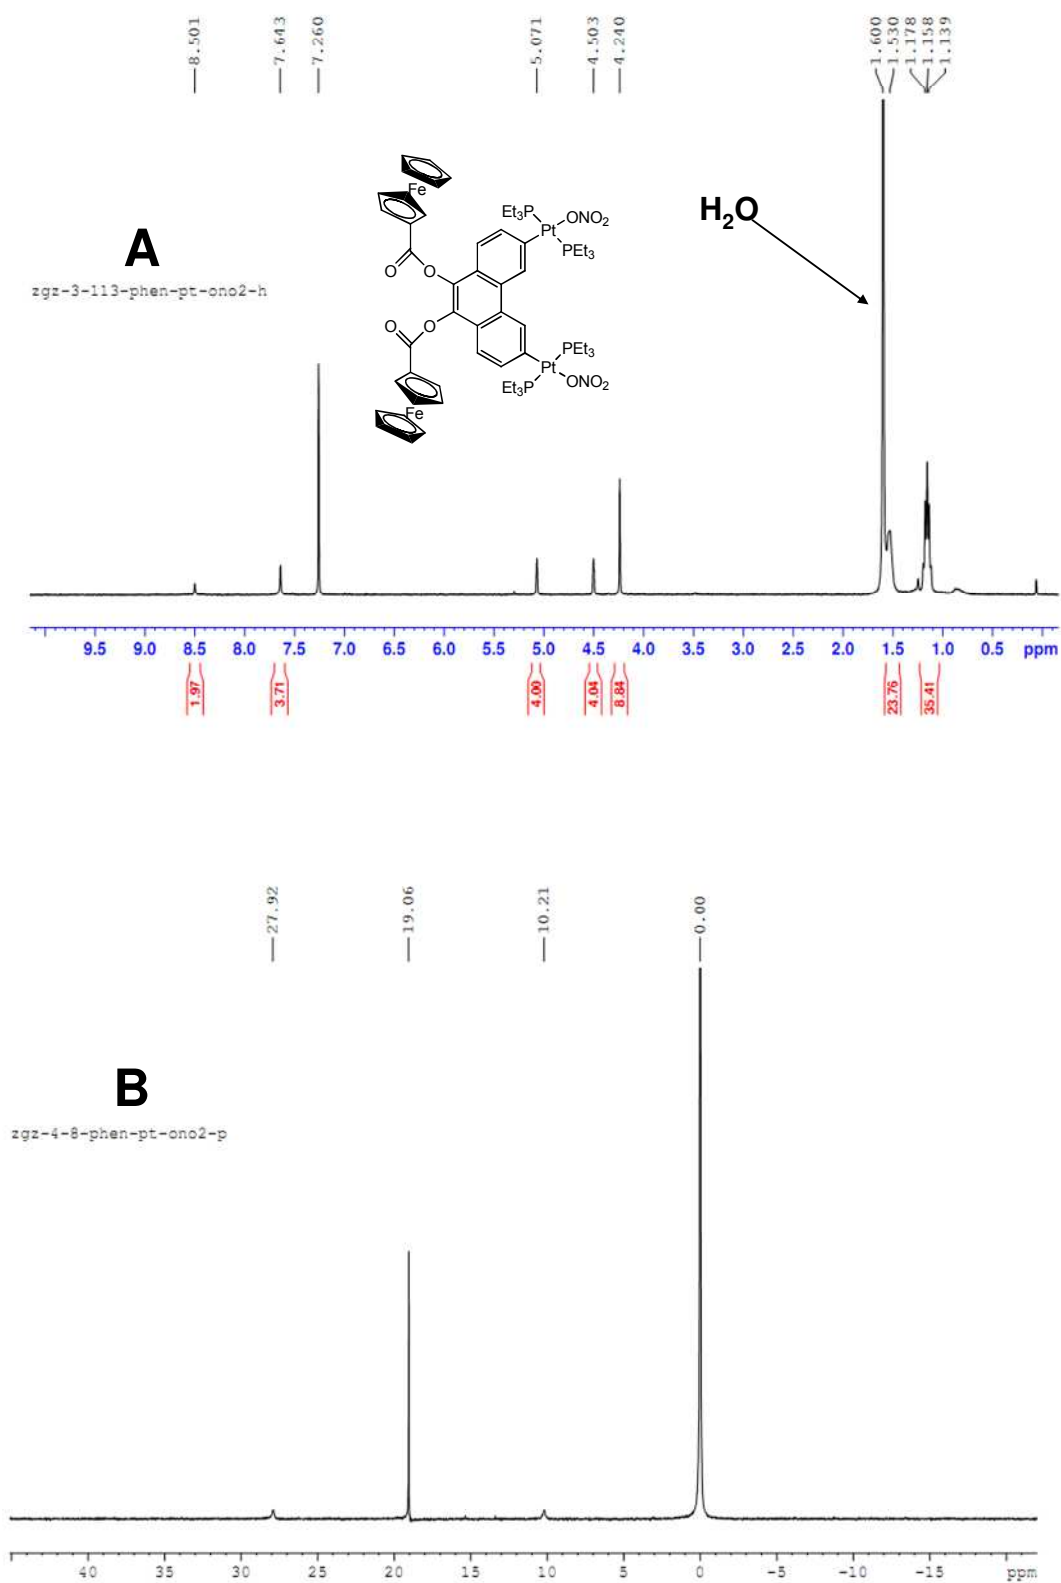 8.501
7.643
7.260
5.071
4.503
4.240
1.600
1.530
1.178
1.158
1.139
Fe
Et₃P
ONO₂
Pt
PEt₃
O
O
H₂O
A
zgz-3-113-phen-pt-ono2-h
O
O
PEt₃
Pt
Et₃P
ONO₂
Fe
9.5 9.0 8.5 8.0 7.5 7.0 6.5 6.0 5.5 5.0 4.5 4.0 3.5 3.0 2.5 2.0 1.5 1.0 0.5 ppm
1.97
3.71
4.00
4.04
8.84
23.76
35.41
27.92
19.06
10.21
0.00
B
zgz-4-8-phen-pt-ono2-p
40 35 30 25 20 15 10 5 0 -5 -10 -15 ppm